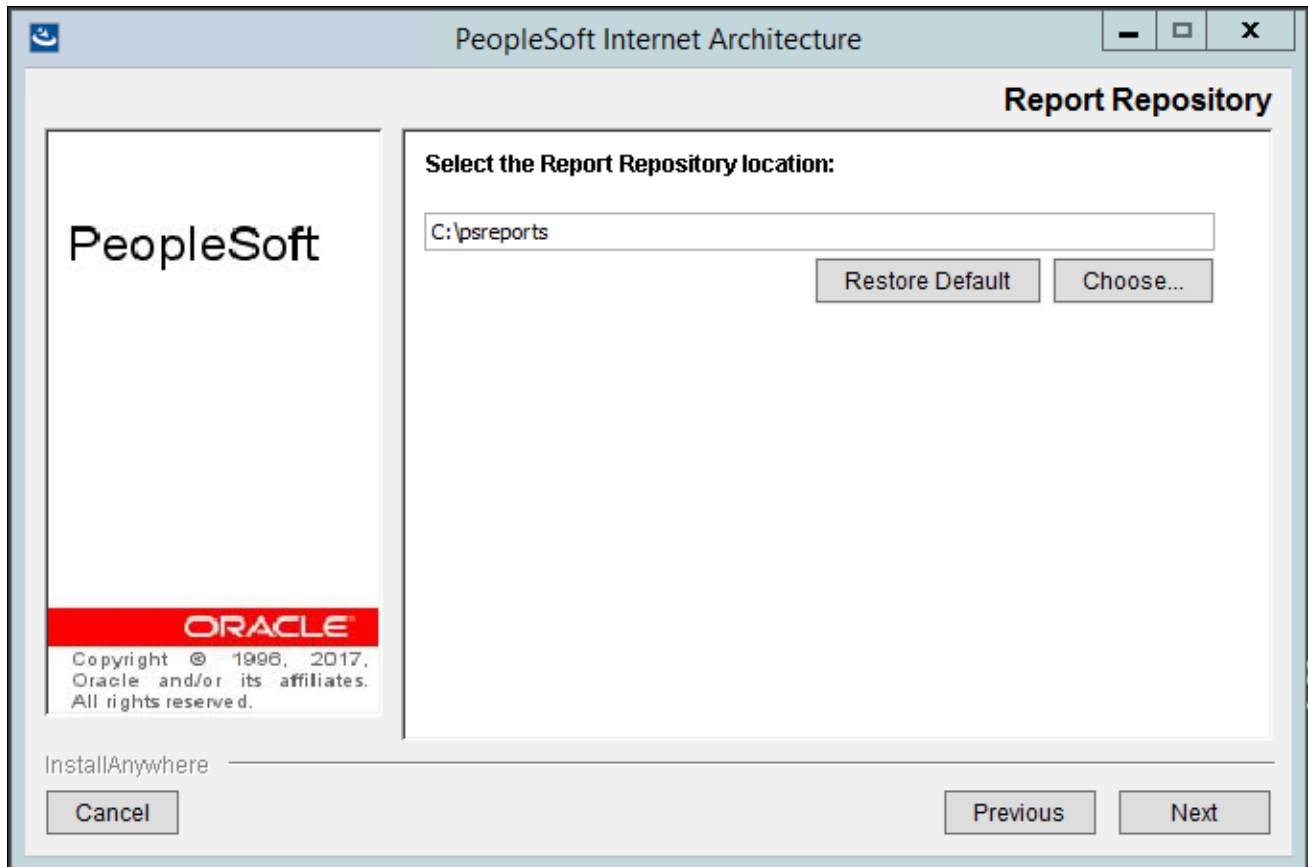 PeopleSoft Internet Architecture
Report Repository
Select the Report Repository location:
PeopleSoft
C:\psreports
Restore Default
Choose...
ORACLE
Copyright © 1996, 2017,
Oracle and/or its affiliates.
All rights reserved.
InstallAnywhere
Cancel
Previous
Next